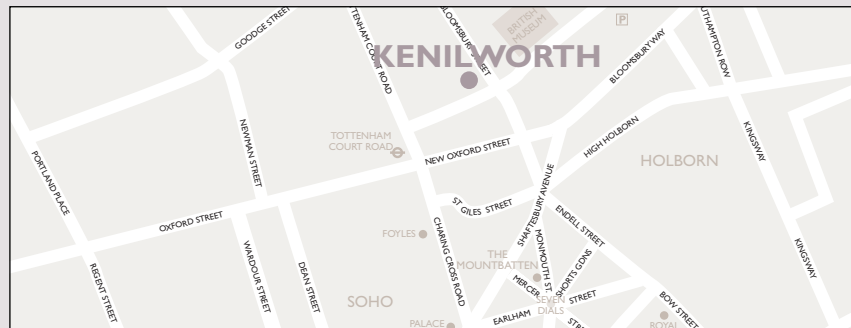 GOODGE STREET
TENHAM COURT ROAD
BLOOMSBURY STREET
BRITISH
MUSEUM
P
BLOOMSBURY WAY
UTHAMPTON ROW
KENILWORTH
NEWMAN STREET
TOTTENHAM
COURT ROAD
NEW OXFORD STREET
HIGH HOLBORN
KINGSWAY
HOLBORN
PORTLAND PLACE
OXFORD STREET
ST. GILES STREET
SHAFTESBURY AVENUE
ENDELL STREET
FOYLES
CHARING CROSS ROAD
MONMOUTH ST.
SHORTS GDNS
KINGSWAY
REGENT STREET
WARDOUR STREET
DEAN STREET
THE
MOUNTBATTEN
MERCER
STREET
SEVEN
DIALS
BOW STREET
SOHO
PALACE
EARLHAM
STREET
ROYAL